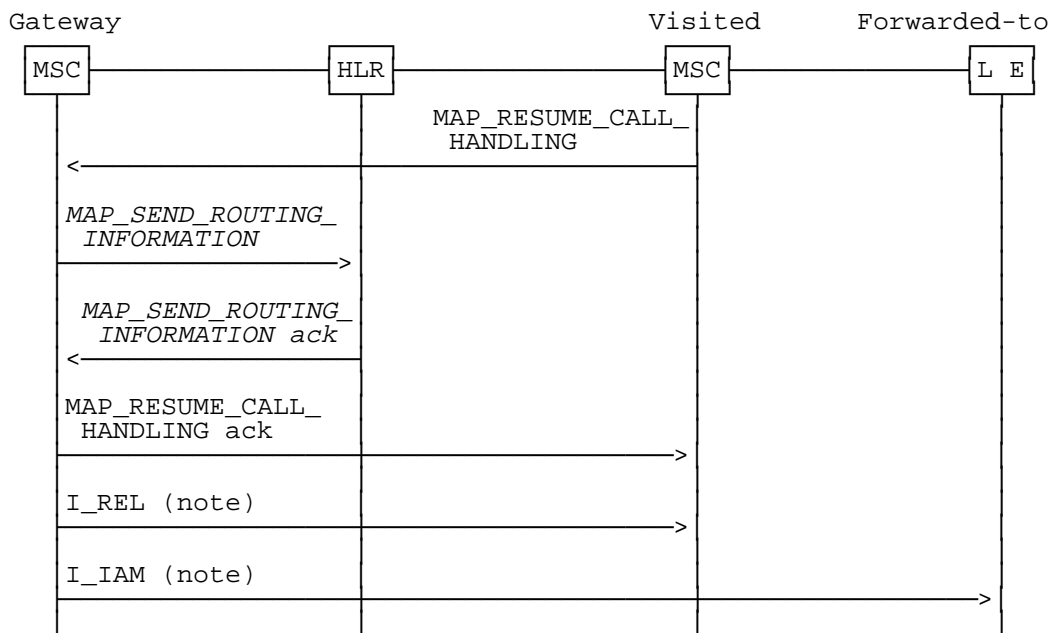 Gateway Visited Forwarded-to
MSC HLR MSC L E
MAP_RESUME_CALL_
HANDLING
MAP_SEND_ROUTING_
INFORMATION
MAP_SEND_ROUTING_
INFORMATION ack
MAP_RESUME_CALL_
HANDLING ack
I_REL (note)
I_IAM (note)